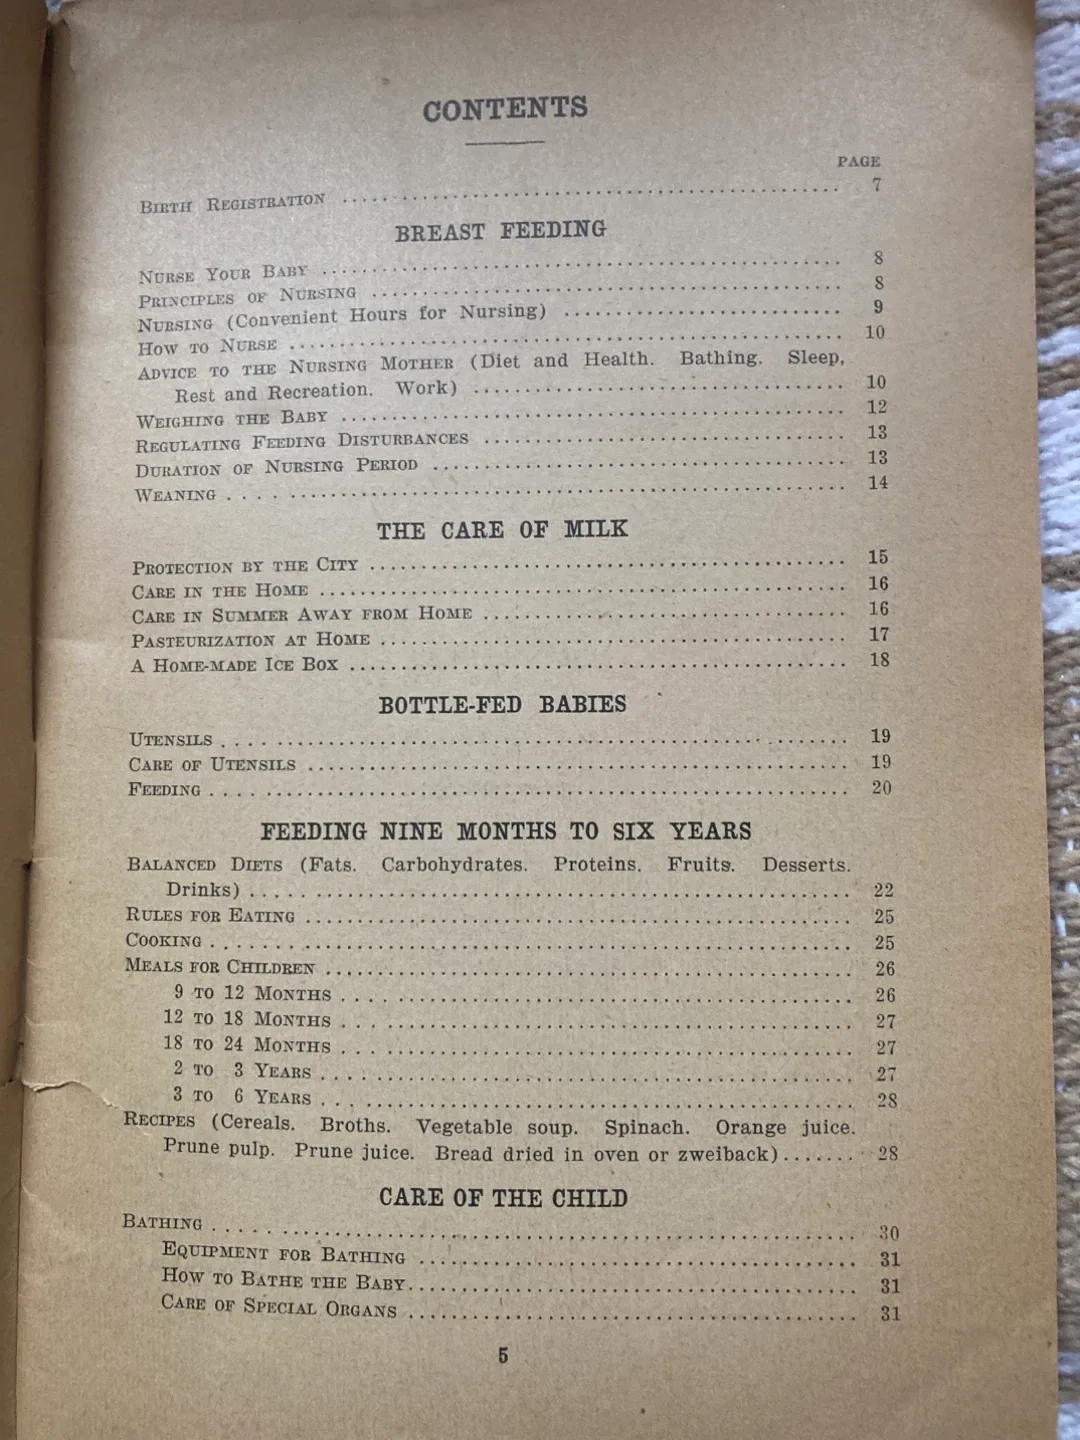 CONTENTS
PAGE
BIRTH REGISTRATION ........ 7
BREAST FEEDING
NURSE YOUR BABY ........ 8
PRINCIPLES OF NURSING ........ 8
NURSING (Convenient Hours for Nursing) ........ 9
HOW TO NURSE ........ 10
ADVICE TO THE NURSING MOTHER (Diet and Health. Bathing. Sleep,
Rest and Recreation. Work) ........ 10
WEIGHING THE BABY ........ 12
REGULATING FEEDING DISTURBANCES ........ 13
DURATION OF NURSING PERIOD ........ 13
WEANING ........ 14
THE CARE OF MILK
PROTECTION BY THE CITY ........ 15
CARE IN THE HOME ........ 16
CARE IN SUMMER AWAY FROM HOME ........ 16
PASTEURIZATION AT HOME ........ 17
A HOME-MADE ICE BOX ........ 18
BOTTLE-FED BABIES
UTENSILS ........ 19
CARE OF UTENSILS ........ 19
FEEDING ........ 20
FEEDING NINE MONTHS TO SIX YEARS
BALANCED DIETS (Fats. Carbohydrates. Proteins. Fruits. Desserts.
Drinks) ........ 22
RULES FOR EATING ........ 25
COOKING ........ 25
MEALS FOR CHILDREN ........ 26
9 TO 12 MONTHS ........ 26
12 TO 18 MONTHS ........ 27
18 TO 24 MONTHS ........ 27
2 TO 3 YEARS ........ 27
3 TO 6 YEARS ........ 28
RECIPES (Cereals. Broths. Vegetable soup. Spinach. Orange juice.
Prune pulp. Prune juice. Bread dried in oven or zweiback) ....... 28
CARE OF THE CHILD
BATHING ........ 30
EQUIPMENT FOR BATHING ........ 31
HOW TO BATHE THE BABY ........ 31
CARE OF SPECIAL ORGANS ........ 31
5